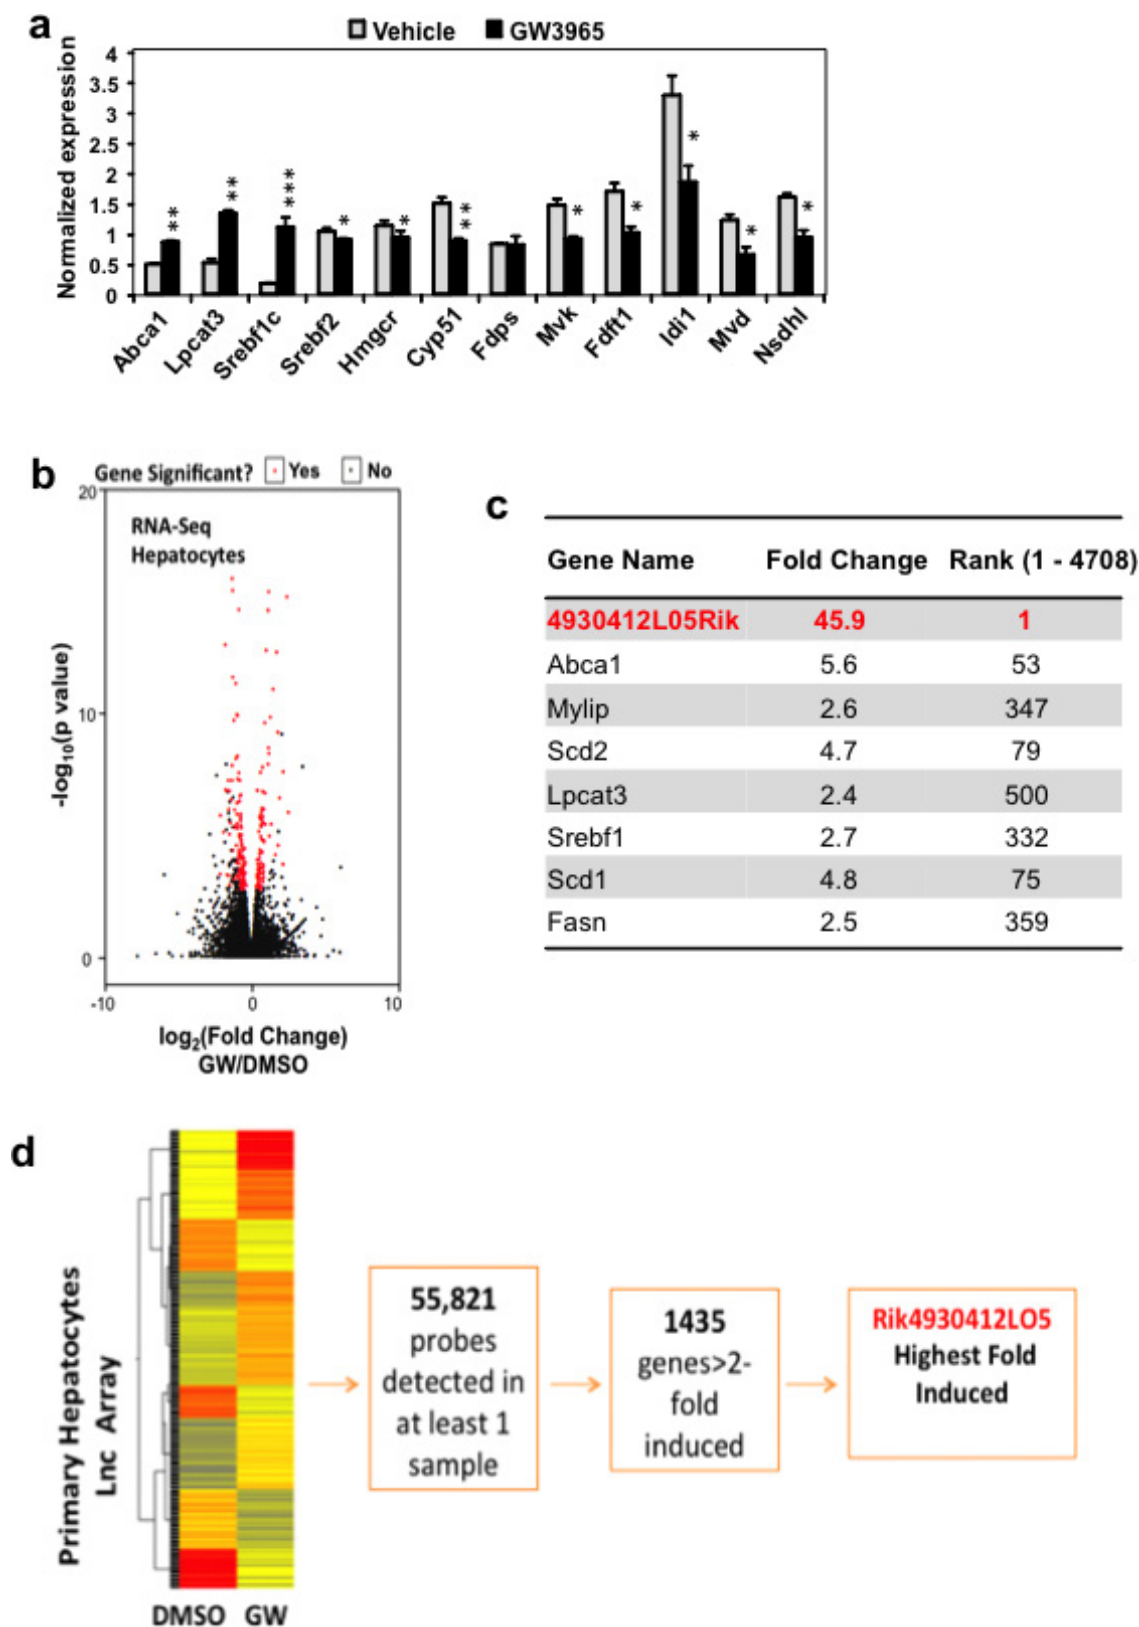 a
Vehicle GW3965
Normalized expression
4
3.5
3
2.5
2
1.5
1
0.5
0
** ** *** * * ** * * * * *
Abca1 Lpcat3 Srebf1c Srebf2 Hmgcr Cyp51 Fdps Mvk Fdft1 Idi1 Mvd Nsdhl
b
Gene Significant? Yes No
RNA-Seq
Hepatocytes
-log10(p value)
20
10
0
-10 0 10
log2(Fold Change)
GW/DMSO
c
Gene Name Fold Change Rank (1 - 4708)
4930412L05Rik 45.9 1
Abca1 5.6 53
Mylip 2.6 347
Scd2 4.7 79
Lpcat3 2.4 500
Srebf1 2.7 332
Scd1 4.8 75
Fasn 2.5 359
d
Primary Hepatocytes
Lnc Array
DMSO GW
55,821
probes
detected in
at least 1
sample
1435
genes>2-
fold
induced
Rik4930412LO5
Highest Fold
Induced